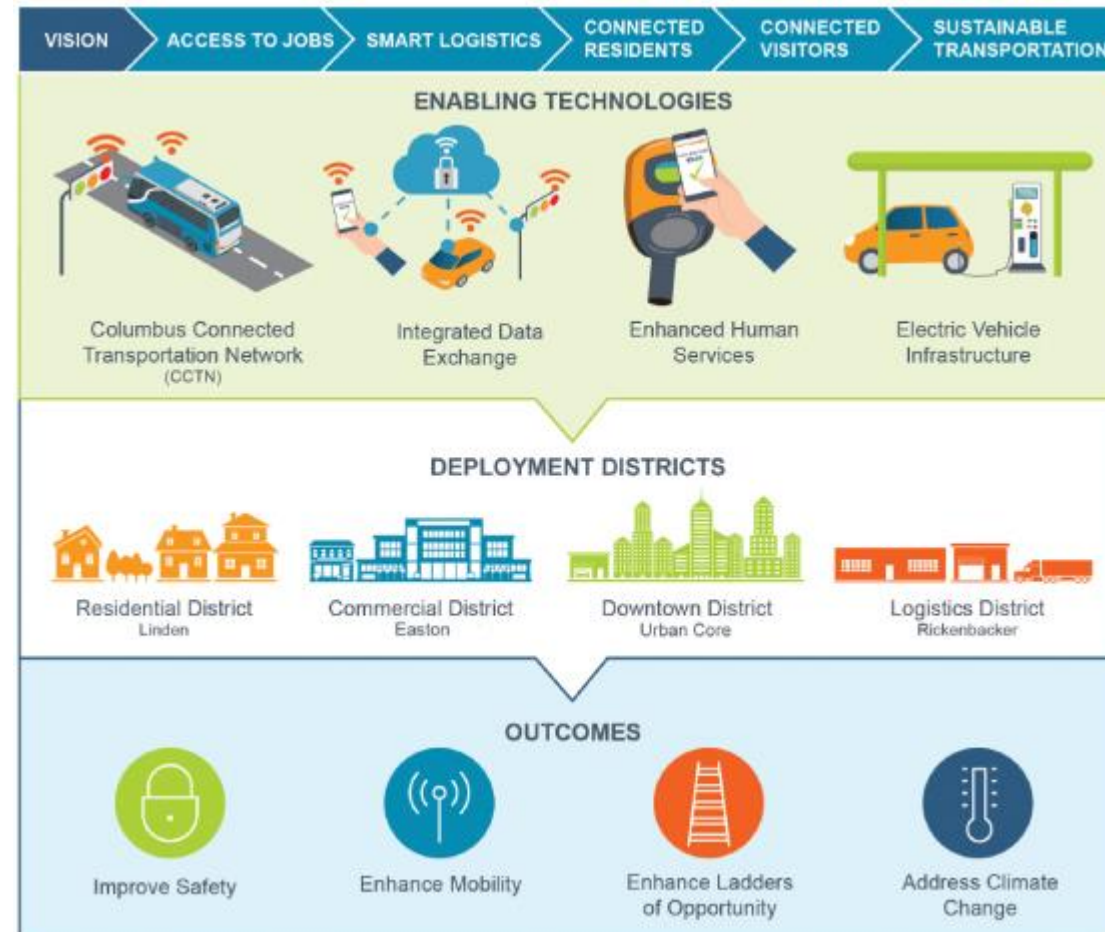 VISION
ACCESS TO JOBS
SMART LOGISTICS
CONNECTED
RESIDENTS
CONNECTED
VISITORS
SUSTAINABLE
TRANSPORTATION
ENABLING TECHNOLOGIES
Columbus Connected
Transportation Network
(CCTN)
Integrated Data
Exchange
Enhanced Human
Services
Electric Vehicle
Infrastructure
DEPLOYMENT DISTRICTS
Residential District
Linden
Commercial District
Easton
Downtown District
Urban Core
Logistics District
Rickenbacker
OUTCOMES
Improve Safety
Enhance Mobility
Enhance Ladders
of Opportunity
Address Climate
Change